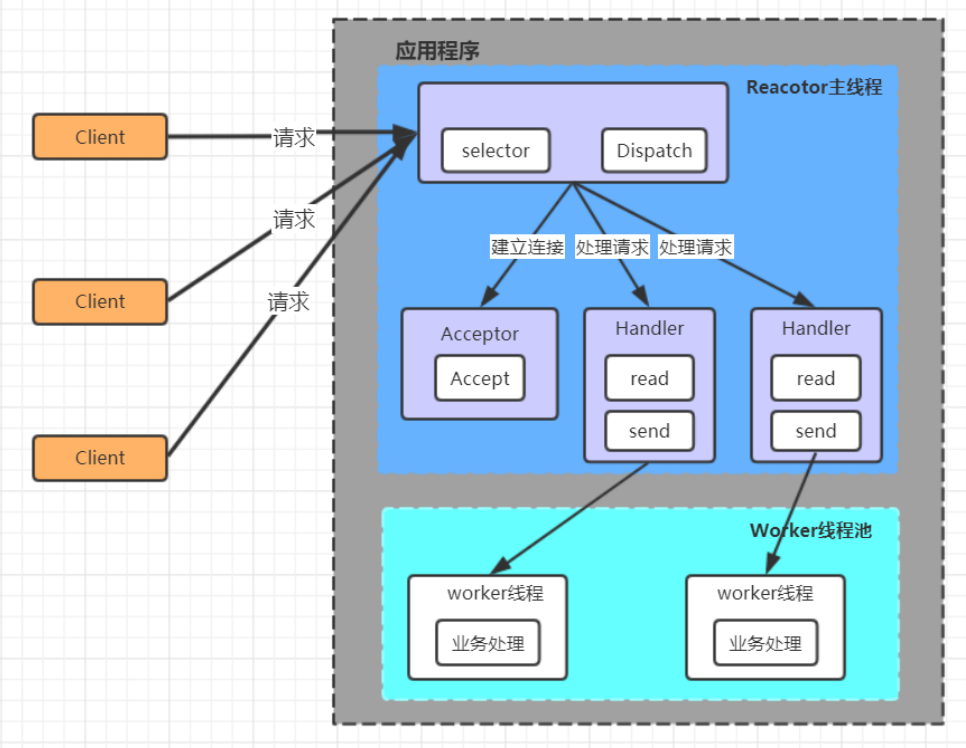 应用程序
Reacotor主线程
Client
请求
selector
Dispatch
请求
建立连接
处理请求
处理请求
Client
请求
Acceptor
Handler
Handler
Accept
read
read
send
send
Client
Worker线程池
worker线程
worker线程
业务处理
业务处理